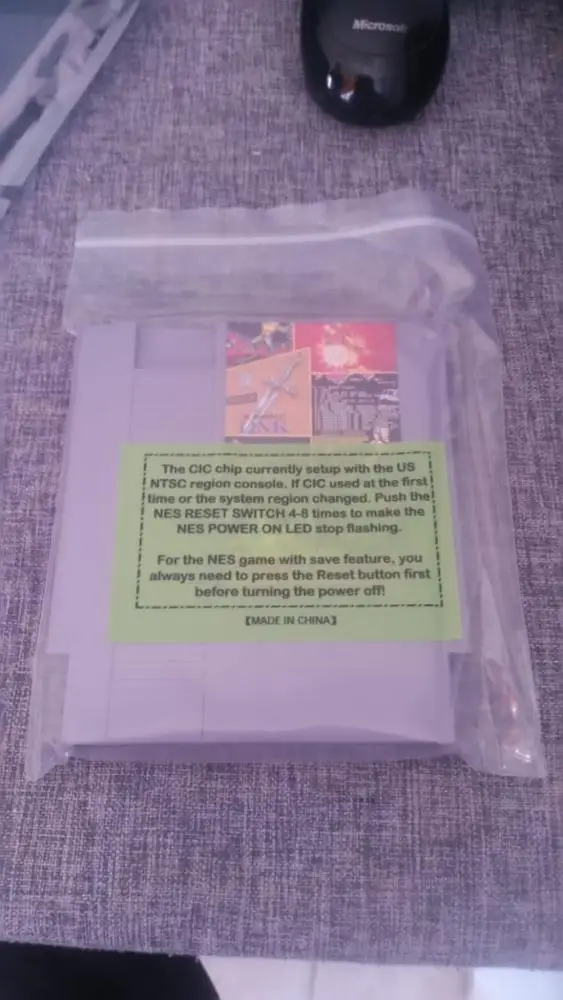 Microsoft
LINK
The CIC chip currently setup with the US
NTSC region console. If CIC used at the first
time or the system region changed. Push the
NES RESET SWITCH 4-8 times to make the
NES POWER ON LED stop flashing.
For the NES game with save feature, you
always need to press the Reset button first
before turning the power off!
【MADE IN CHINA】